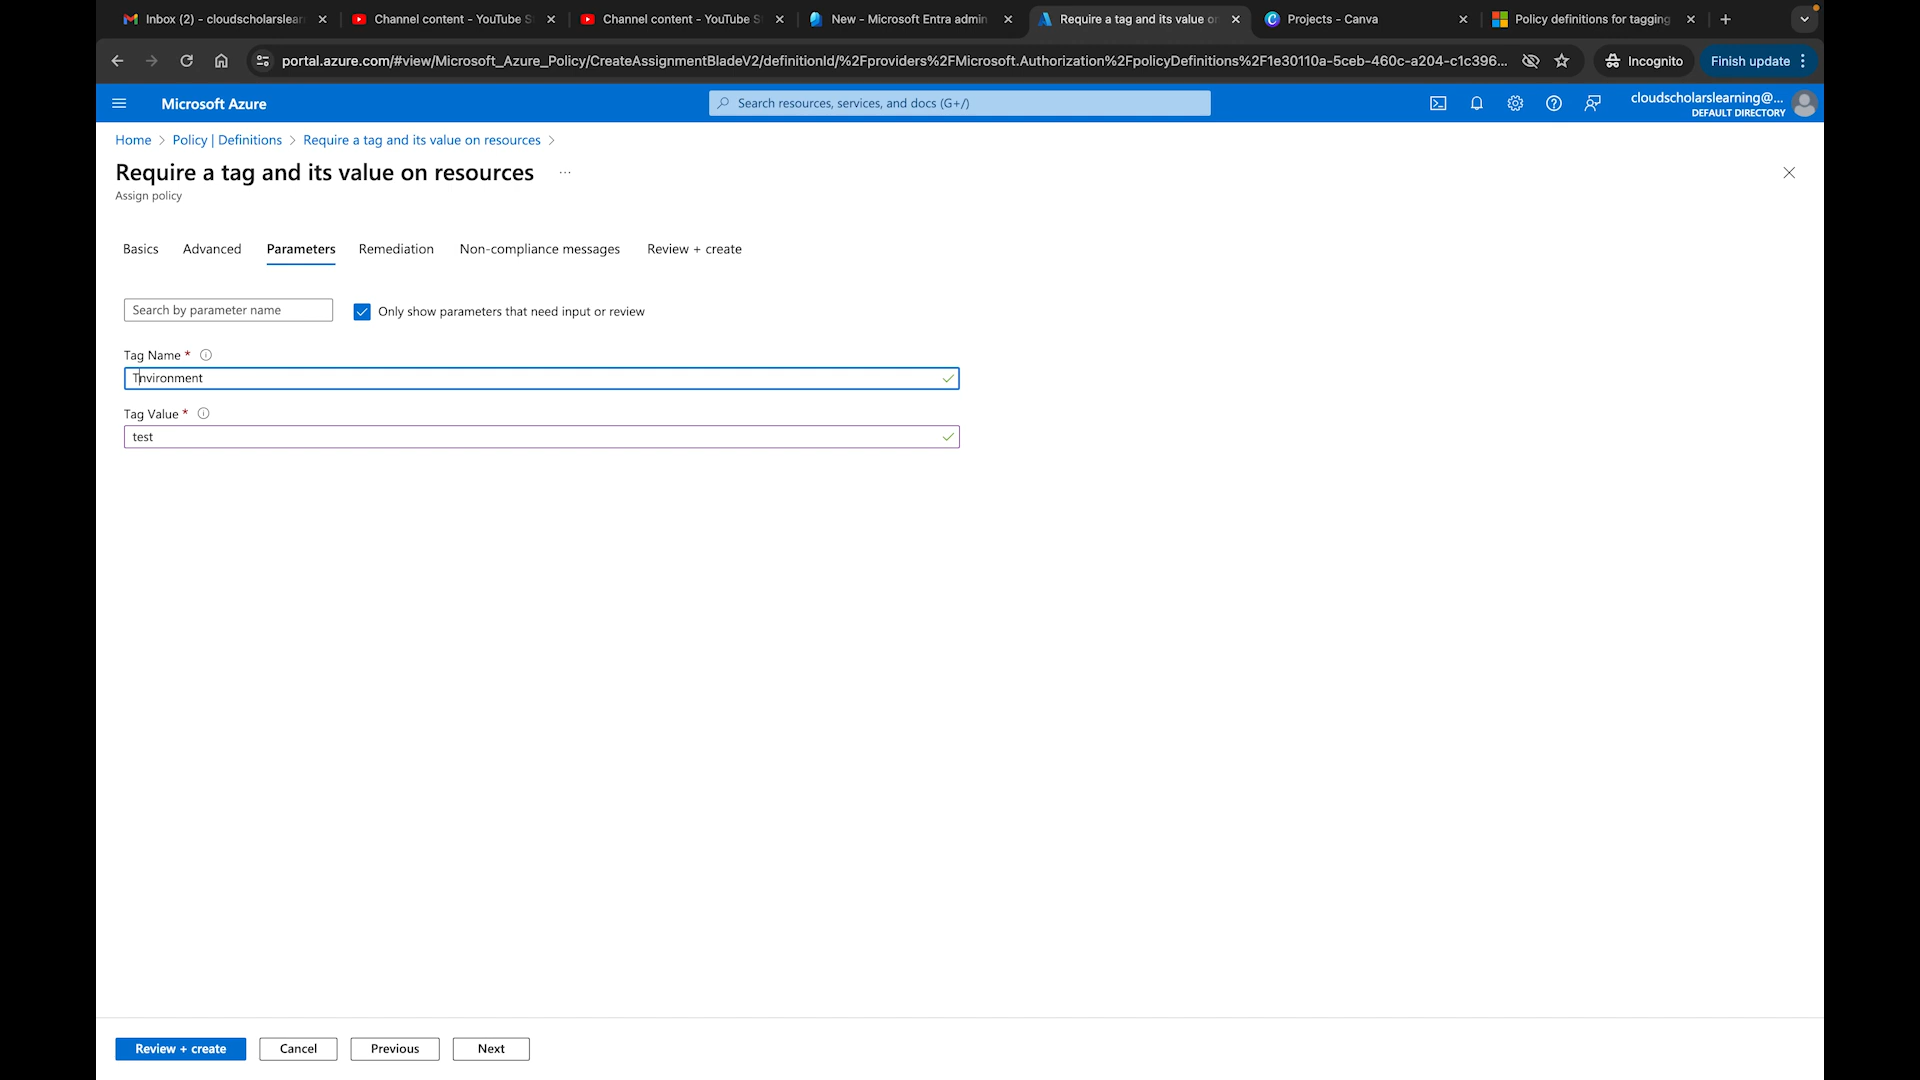 Inbox (2) - cloudscholarslear
Channel content - YouTube S
Channel content - YouTube S
New - Microsoft Entra admin
Require a tag and its value o
Projects - Canva
Policy definitions for tagging
portal.azure.com/#view/Microsoft_Azure_Policy/CreateAssignmentBladeV2/definitionId/%2Fproviders%2FMicrosoft.Authorization%2FpolicyDefinitions%2F1e30110a-5ceb-460c-a204-c1c396...
Incognito
Finish update
Microsoft Azure
Search resources, services, and docs (G+/)
cloudscholarslearning@...
DEFAULT DIRECTORY
Home > Policy | Definitions > Require a tag and its value on resources >
Require a tag and its value on resources ...
Assign policy
Basics Advanced Parameters Remediation Non-compliance messages Review + create
Search by parameter name
Only show parameters that need input or review
Tag Name *
Tnvironment
Tag Value *
test
Review + create Cancel Previous Next